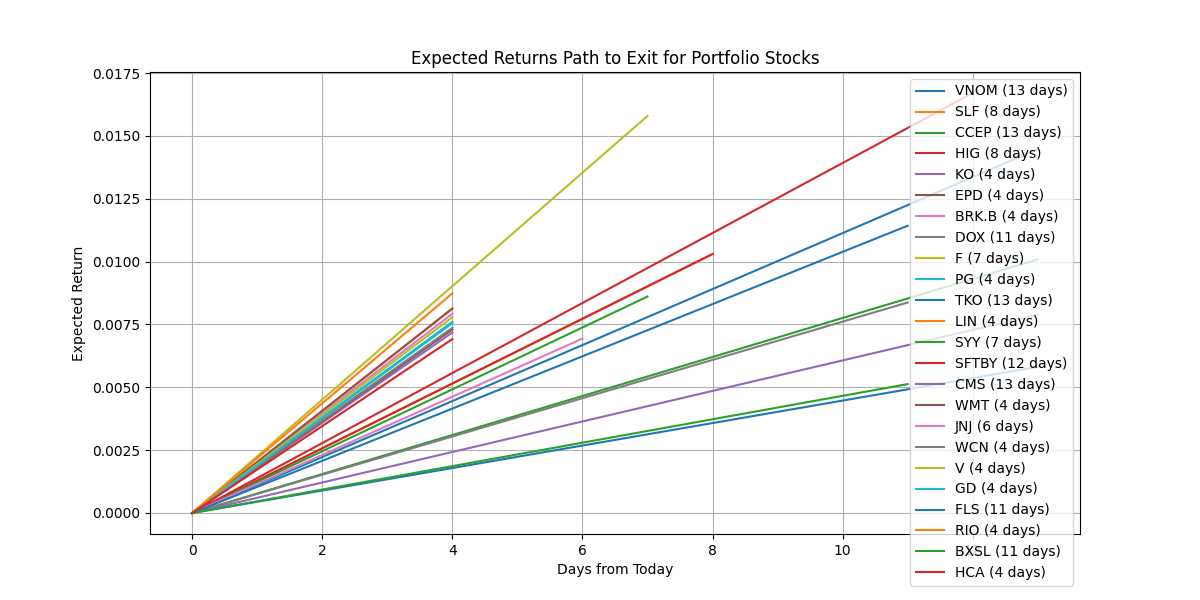 Expected Returns Path to Exit for Portfolio Stocks
Expected Return
0.0175
0.0150
0.0125
0.0100
0.0075
0.0050
0.0025
0.0000
0 2 4 6 8 10
Days from Today
VNOM (13 days)
SLF (8 days)
CCEP (13 days)
HIG (8 days)
KO (4 days)
EPD (4 days)
BRK.B (4 days)
DOX (11 days)
F (7 days)
PG (4 days)
TKO (13 days)
LIN (4 days)
SYY (7 days)
SFTBY (12 days)
CMS (13 days)
WMT (4 days)
JNJ (6 days)
WCN (4 days)
V (4 days)
GD (4 days)
FLS (11 days)
RIO (4 days)
BXSL (11 days)
HCA (4 days)